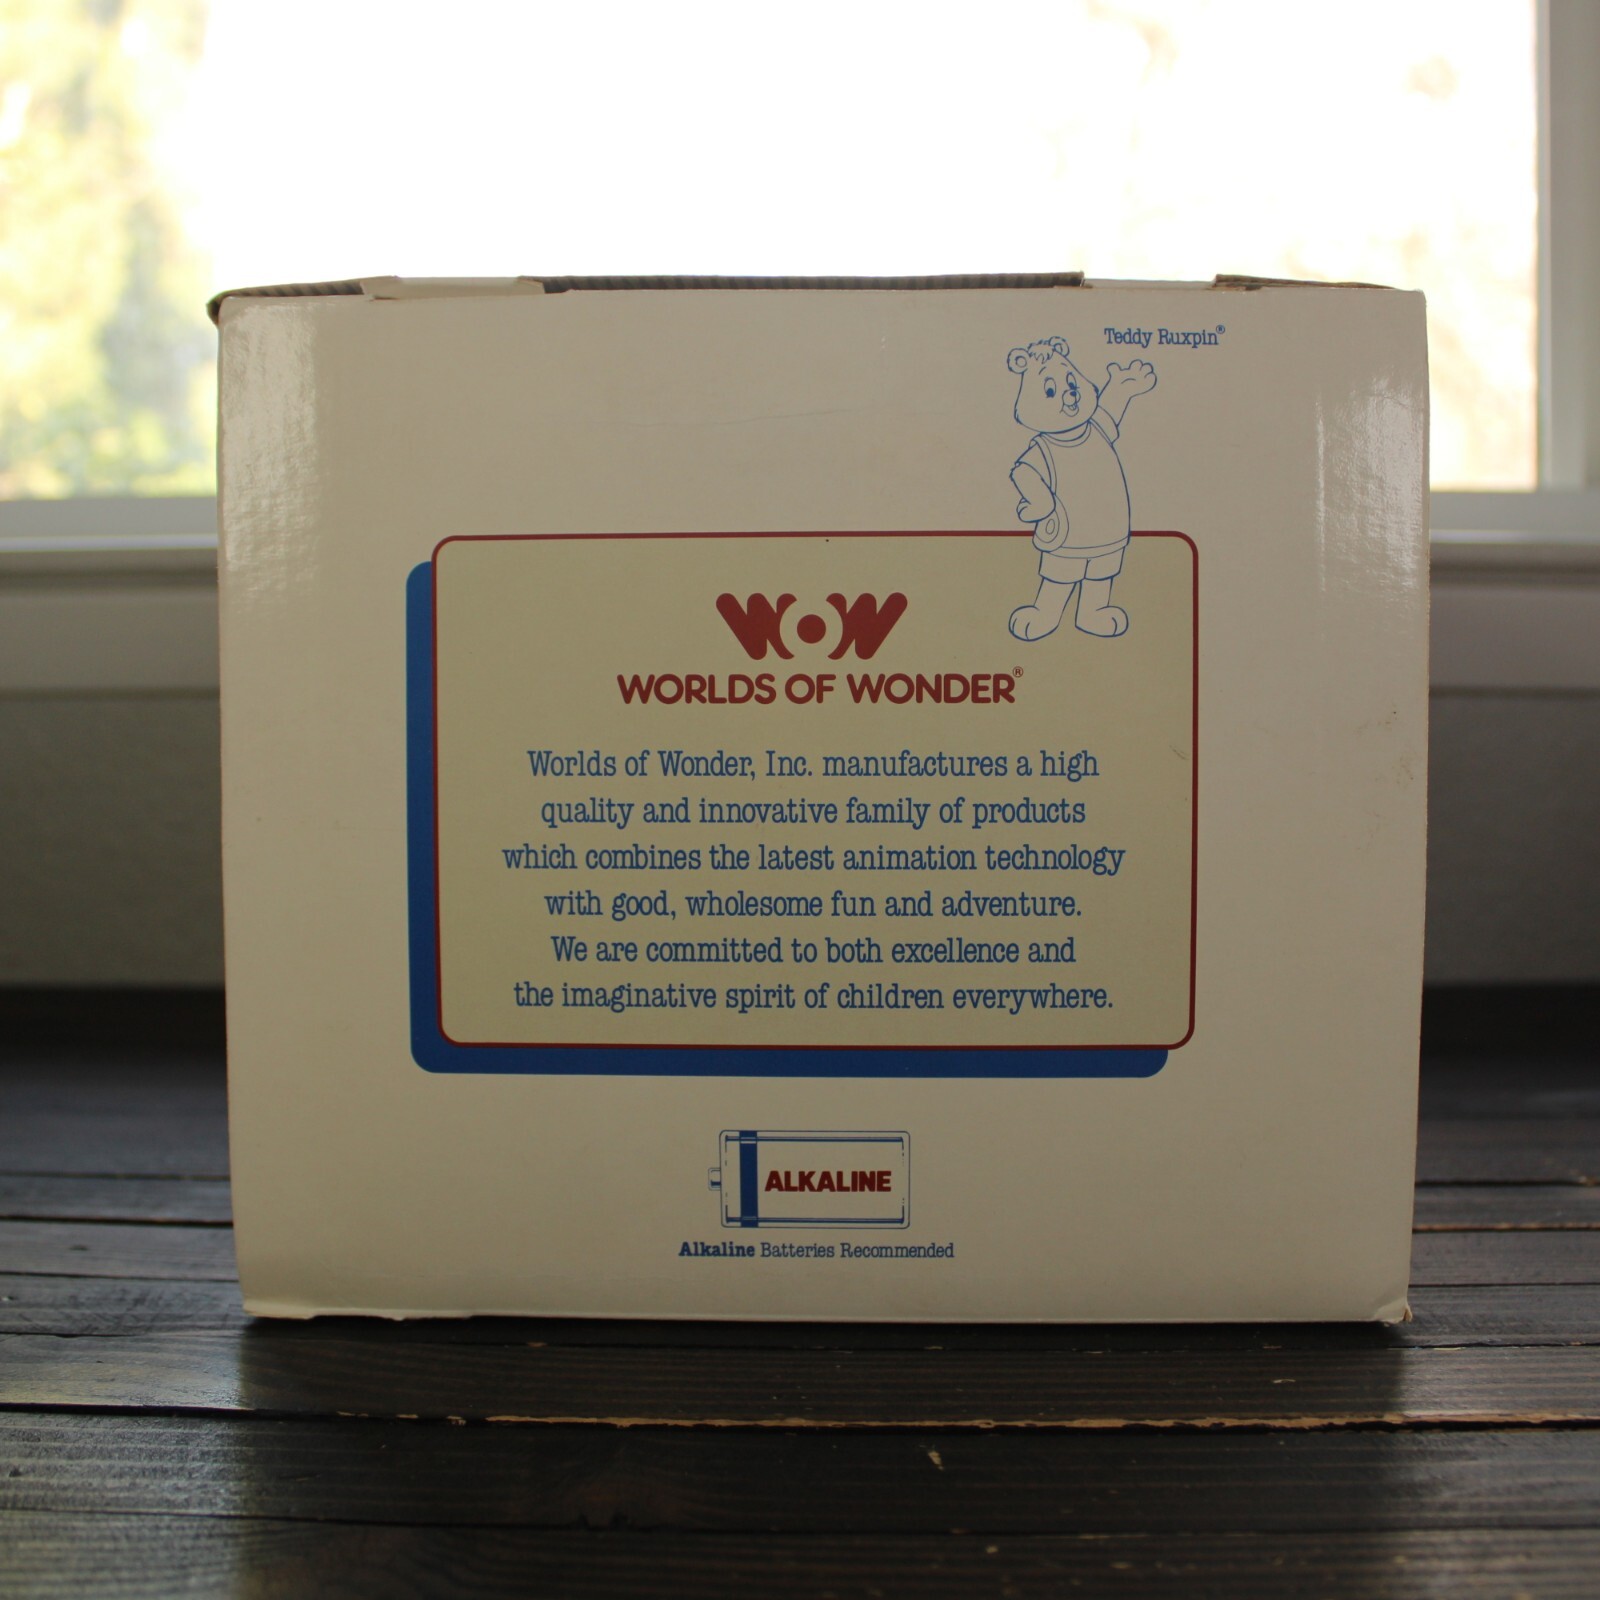 Teddy Ruxpin®
WOW
WORLDS OF WONDER®
Worlds of Wonder, Inc. manufactures a high
quality and innovative family of products
which combines the latest animation technology
with good, wholesome fun and adventure.
We are committed to both excellence and
the imaginative spirit of children everywhere.
ALKALINE
Alkaline Batteries Recommended